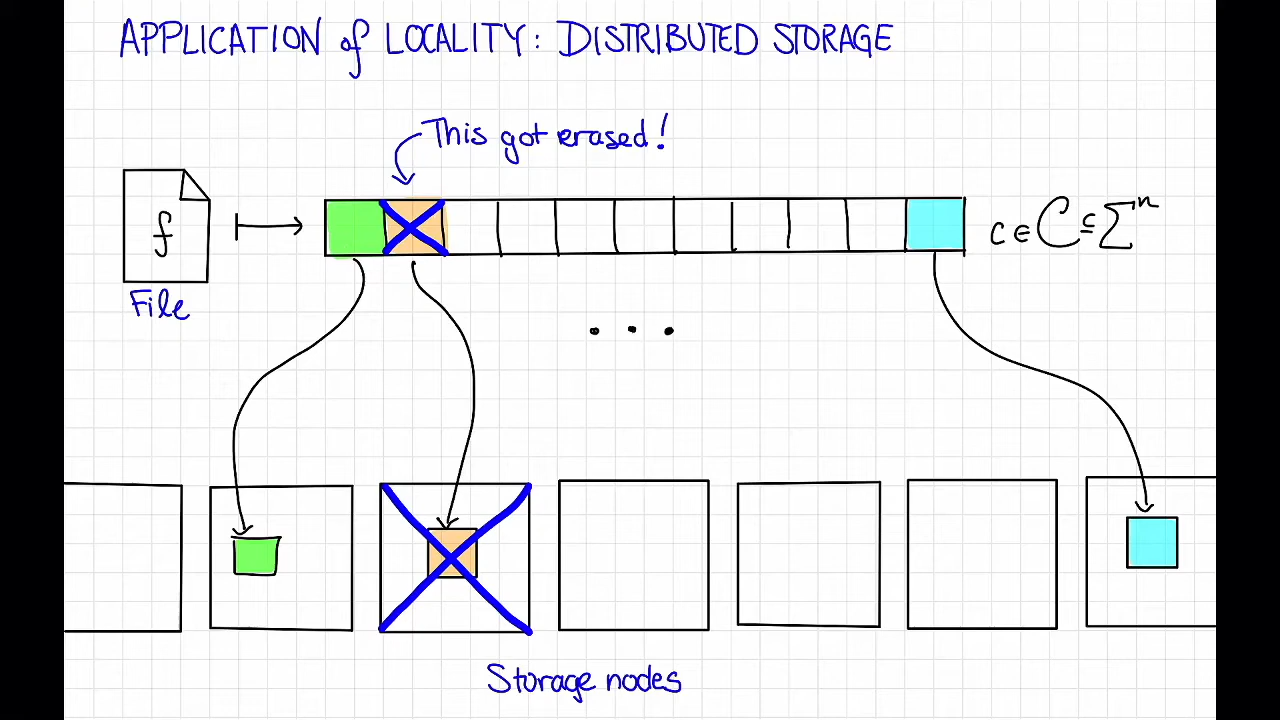 APPLICATION of LOCALITY: DISTRIBUTED STORAGE
This got erased!
f
c ∈ C ⊆ Σⁿ
File
Storage nodes